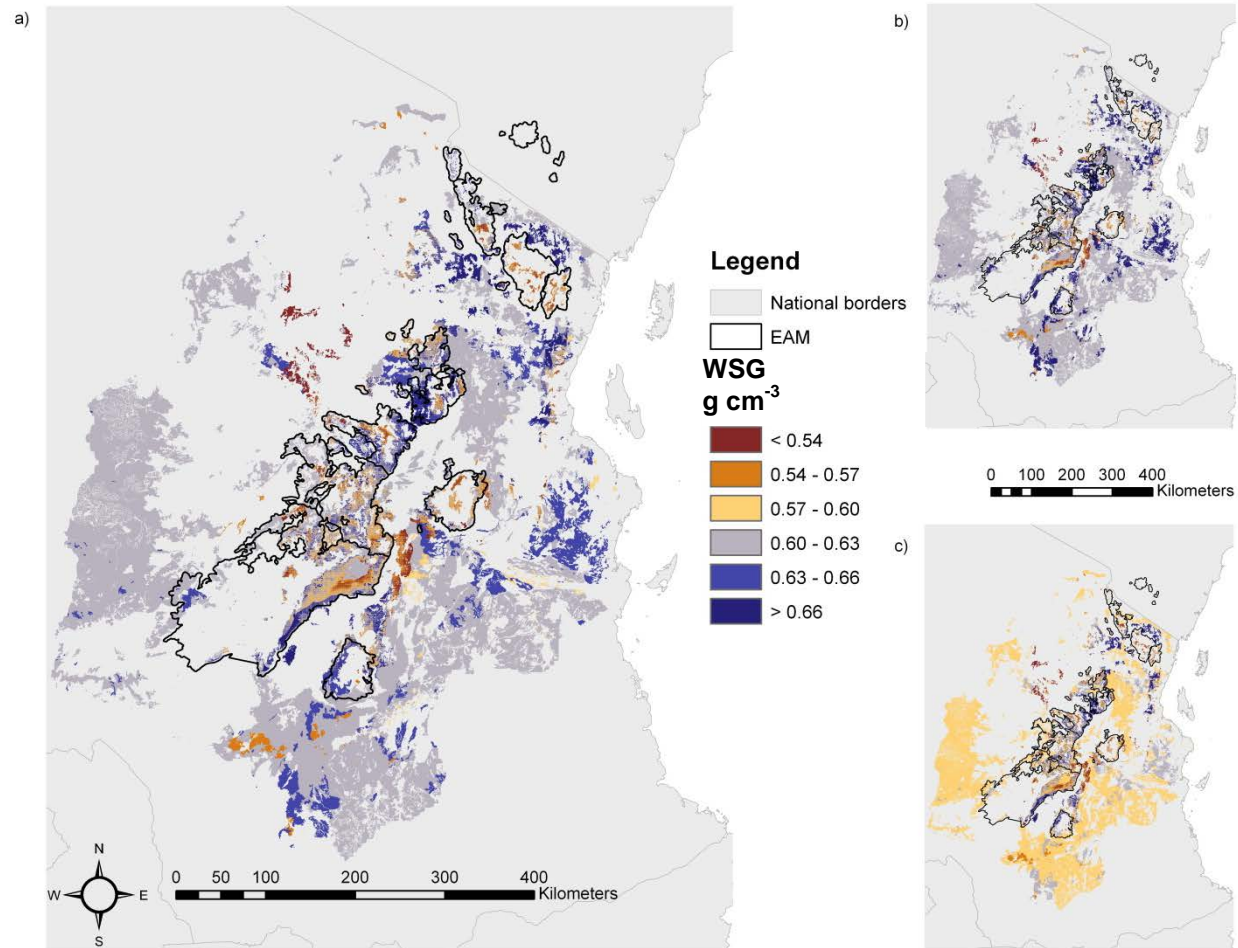 a)
b)
Legend
National borders
EAM
WSG
g cm⁻³
< 0.54
0.54 - 0.57
0.57 - 0.60
0.60 - 0.63
0.63 - 0.66
> 0.66
0 100 200 300 400
Kilometers
c)
N
W E
S
0 50 100 200 300 400
Kilometers